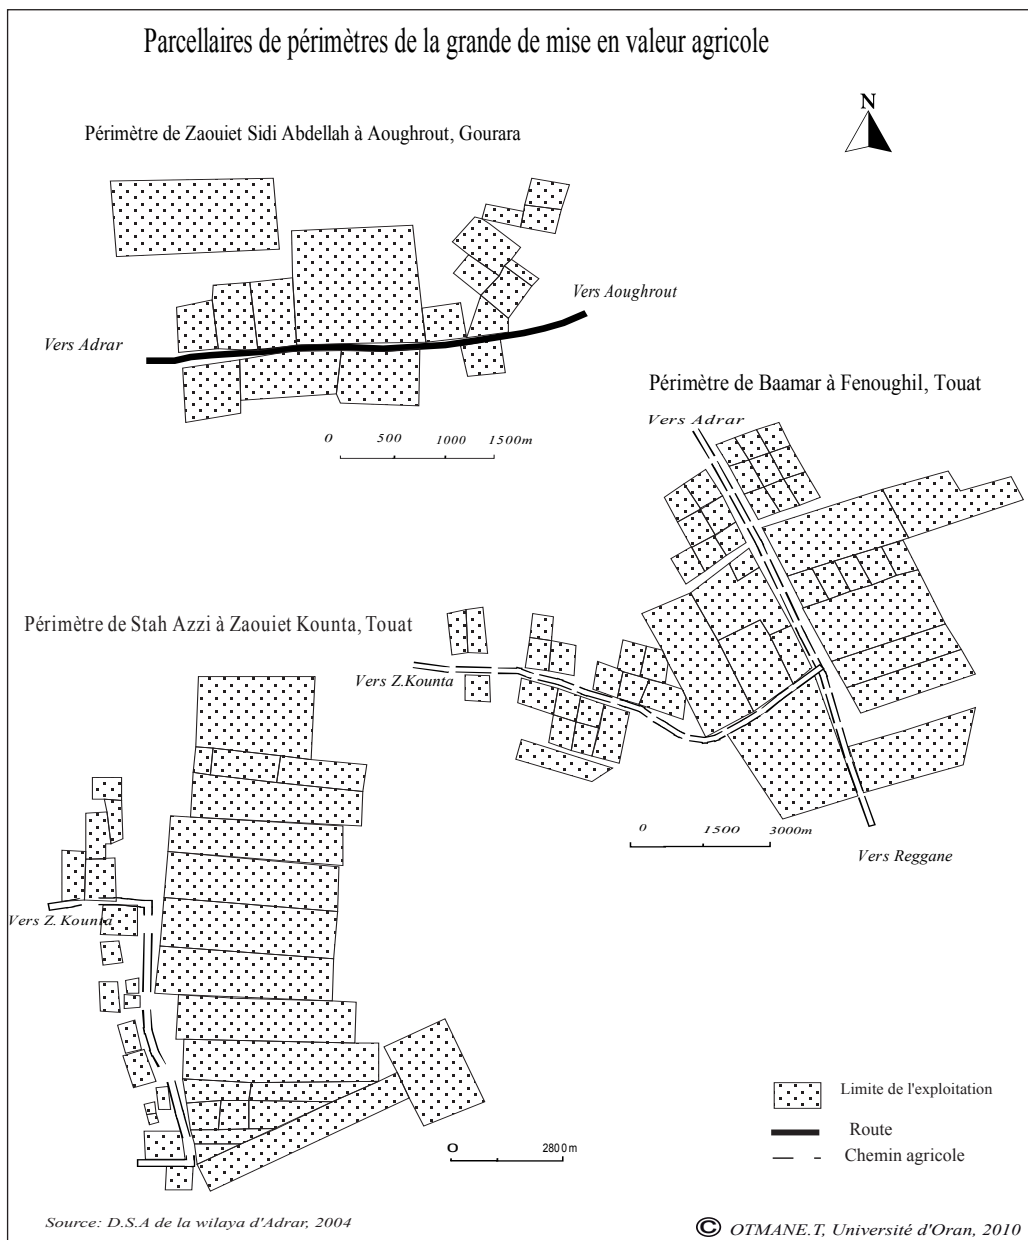 Parcellaires de périmètres de la grande de mise en valeur agricole
N
Périmètre de Zaouiet Sidi Abdellah à Aoughrout, Gourara
Vers Aoughrout
Vers Adrar
0 500 1000 1500m
Périmètre de Baamar à Fenoughil, Touat
Vers Adrar
Périmètre de Stah Azzi à Zaouiet Kounta, Touat
Vers Z.Kounta
0 1500 3000m
Vers Reggane
Vers Z. Kounta
0 2800m
Limite de l'exploitation
Route
Chemin agricole
Source: D.S.A de la wilaya d'Adrar, 2004
© OTMANE.T, Université d'Oran, 2010